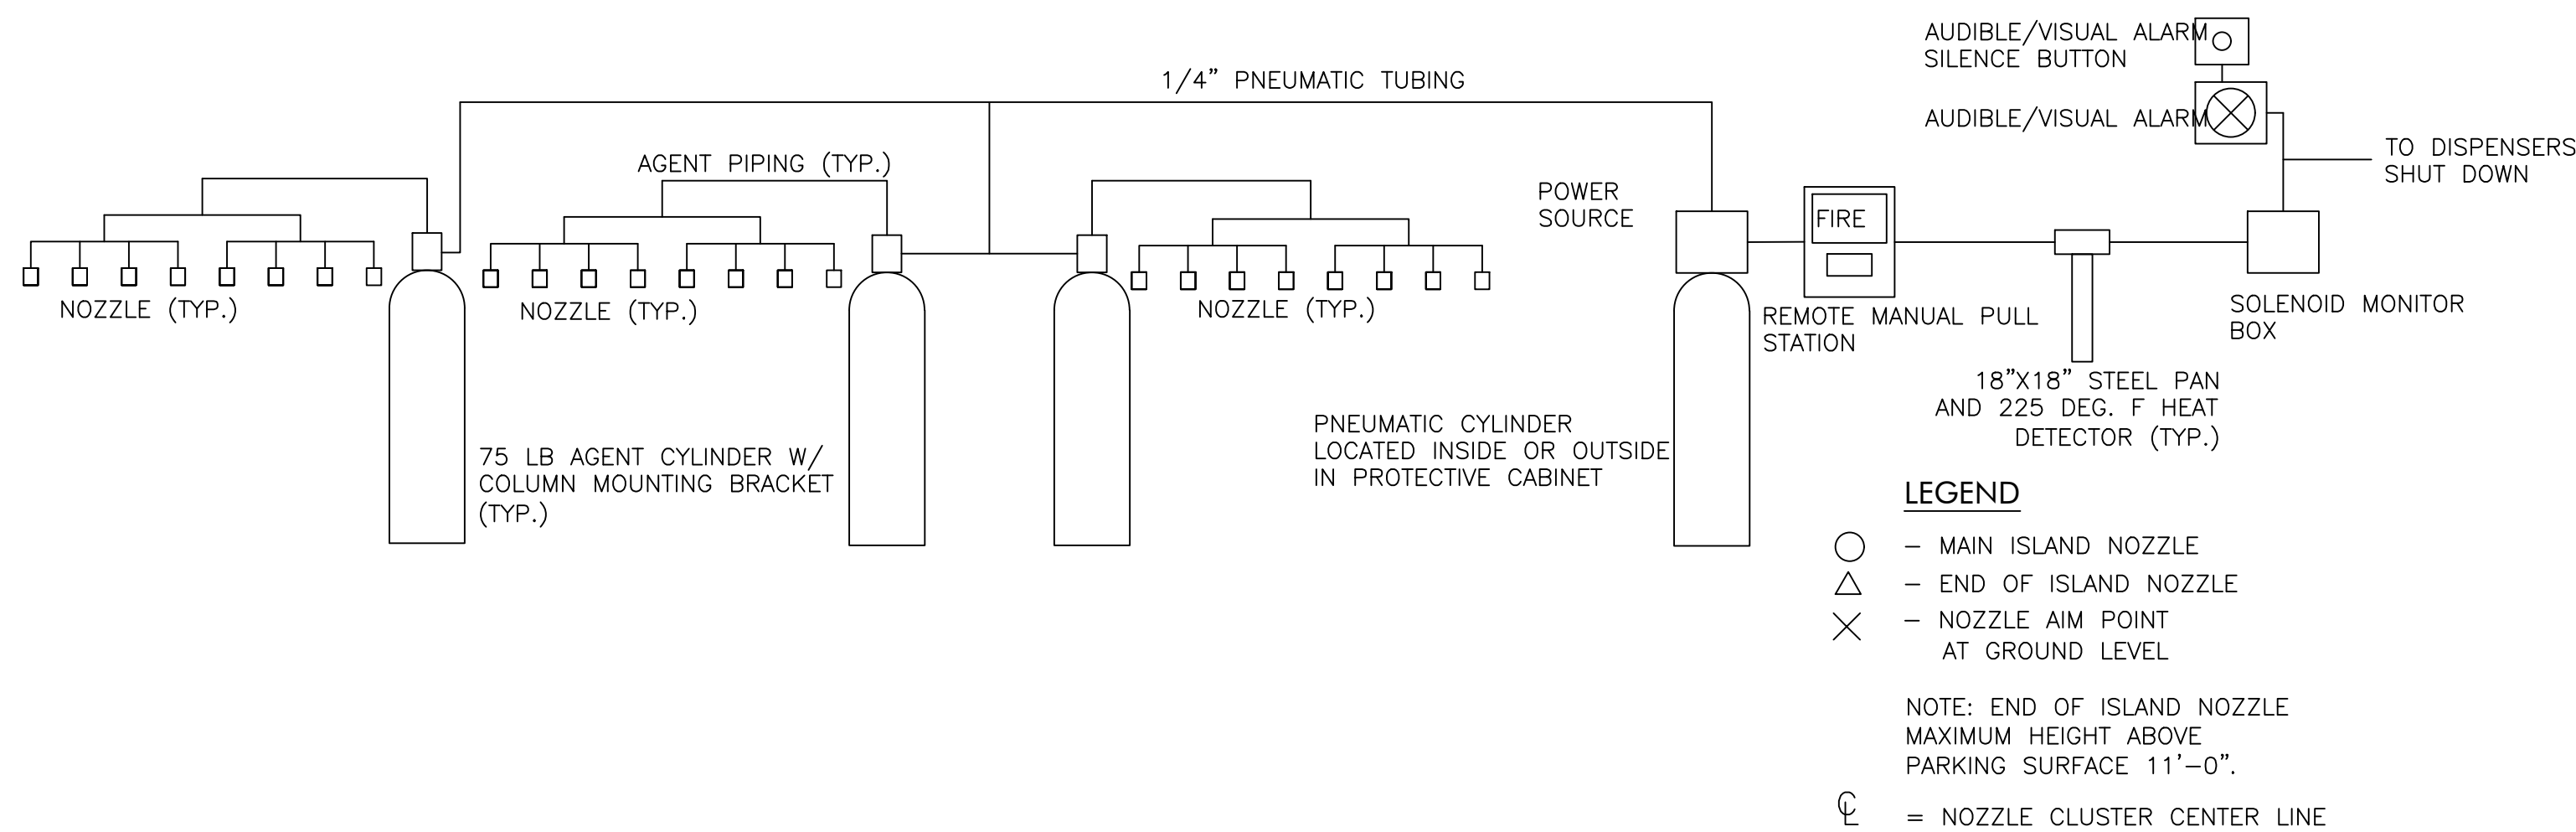 AUDIBLE/VISUAL ALARM
SILENCE BUTTON
1/4” PNEUMATIC TUBING
AUDIBLE/VISUAL ALARM
TO DISPENSERS
SHUT DOWN
AGENT PIPING (TYP.)
POWER
SOURCE
FIRE
NOZZLE (TYP.)
NOZZLE (TYP.)
NOZZLE (TYP.)
REMOTE MANUAL PULL
STATION
SOLENOID MONITOR
BOX
18”X18” STEEL PAN
AND 225 DEG. F HEAT
DETECTOR (TYP.)
75 LB AGENT CYLINDER W/
COLUMN MOUNTING BRACKET
(TYP.)
PNEUMATIC CYLINDER
LOCATED INSIDE OR OUTSIDE
IN PROTECTIVE CABINET
LEGEND
– MAIN ISLAND NOZZLE
– END OF ISLAND NOZZLE
– NOZZLE AIM POINT
AT GROUND LEVEL
NOTE: END OF ISLAND NOZZLE
MAXIMUM HEIGHT ABOVE
PARKING SURFACE 11’–0”.
℄ = NOZZLE CLUSTER CENTER LINE